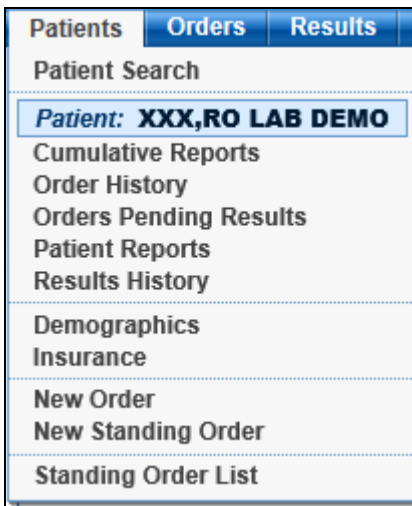 Patients Orders Results
Patient Search
Patient: XXX,RO LAB DEMO
Cumulative Reports
Order History
Orders Pending Results
Patient Reports
Results History
Demographics
Insurance
New Order
New Standing Order
Standing Order List